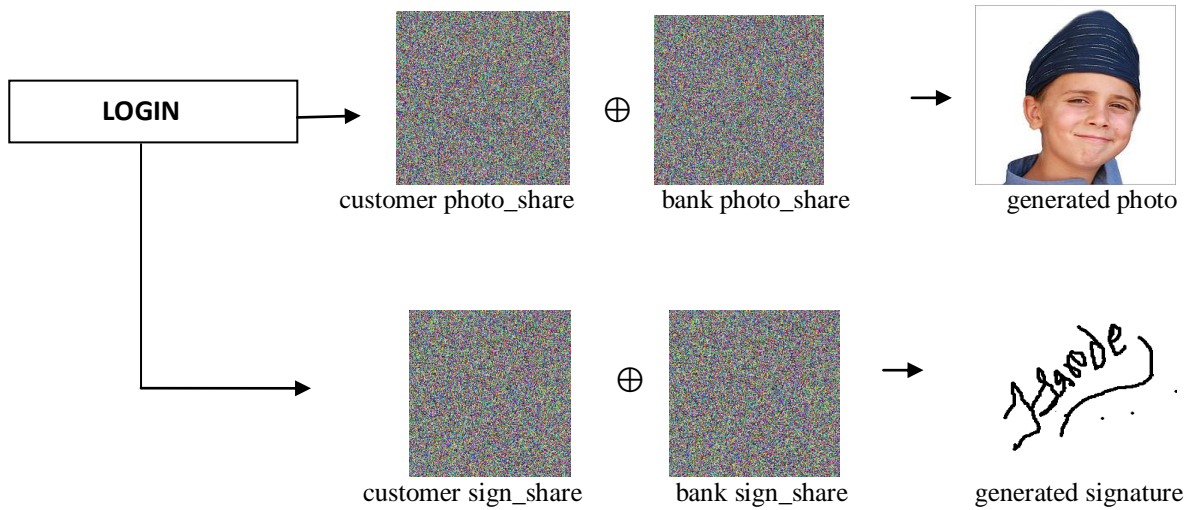 LOGIN
⊕
customer photo_share bank photo_share generated photo
⊕
customer sign_share bank sign_share generated signature